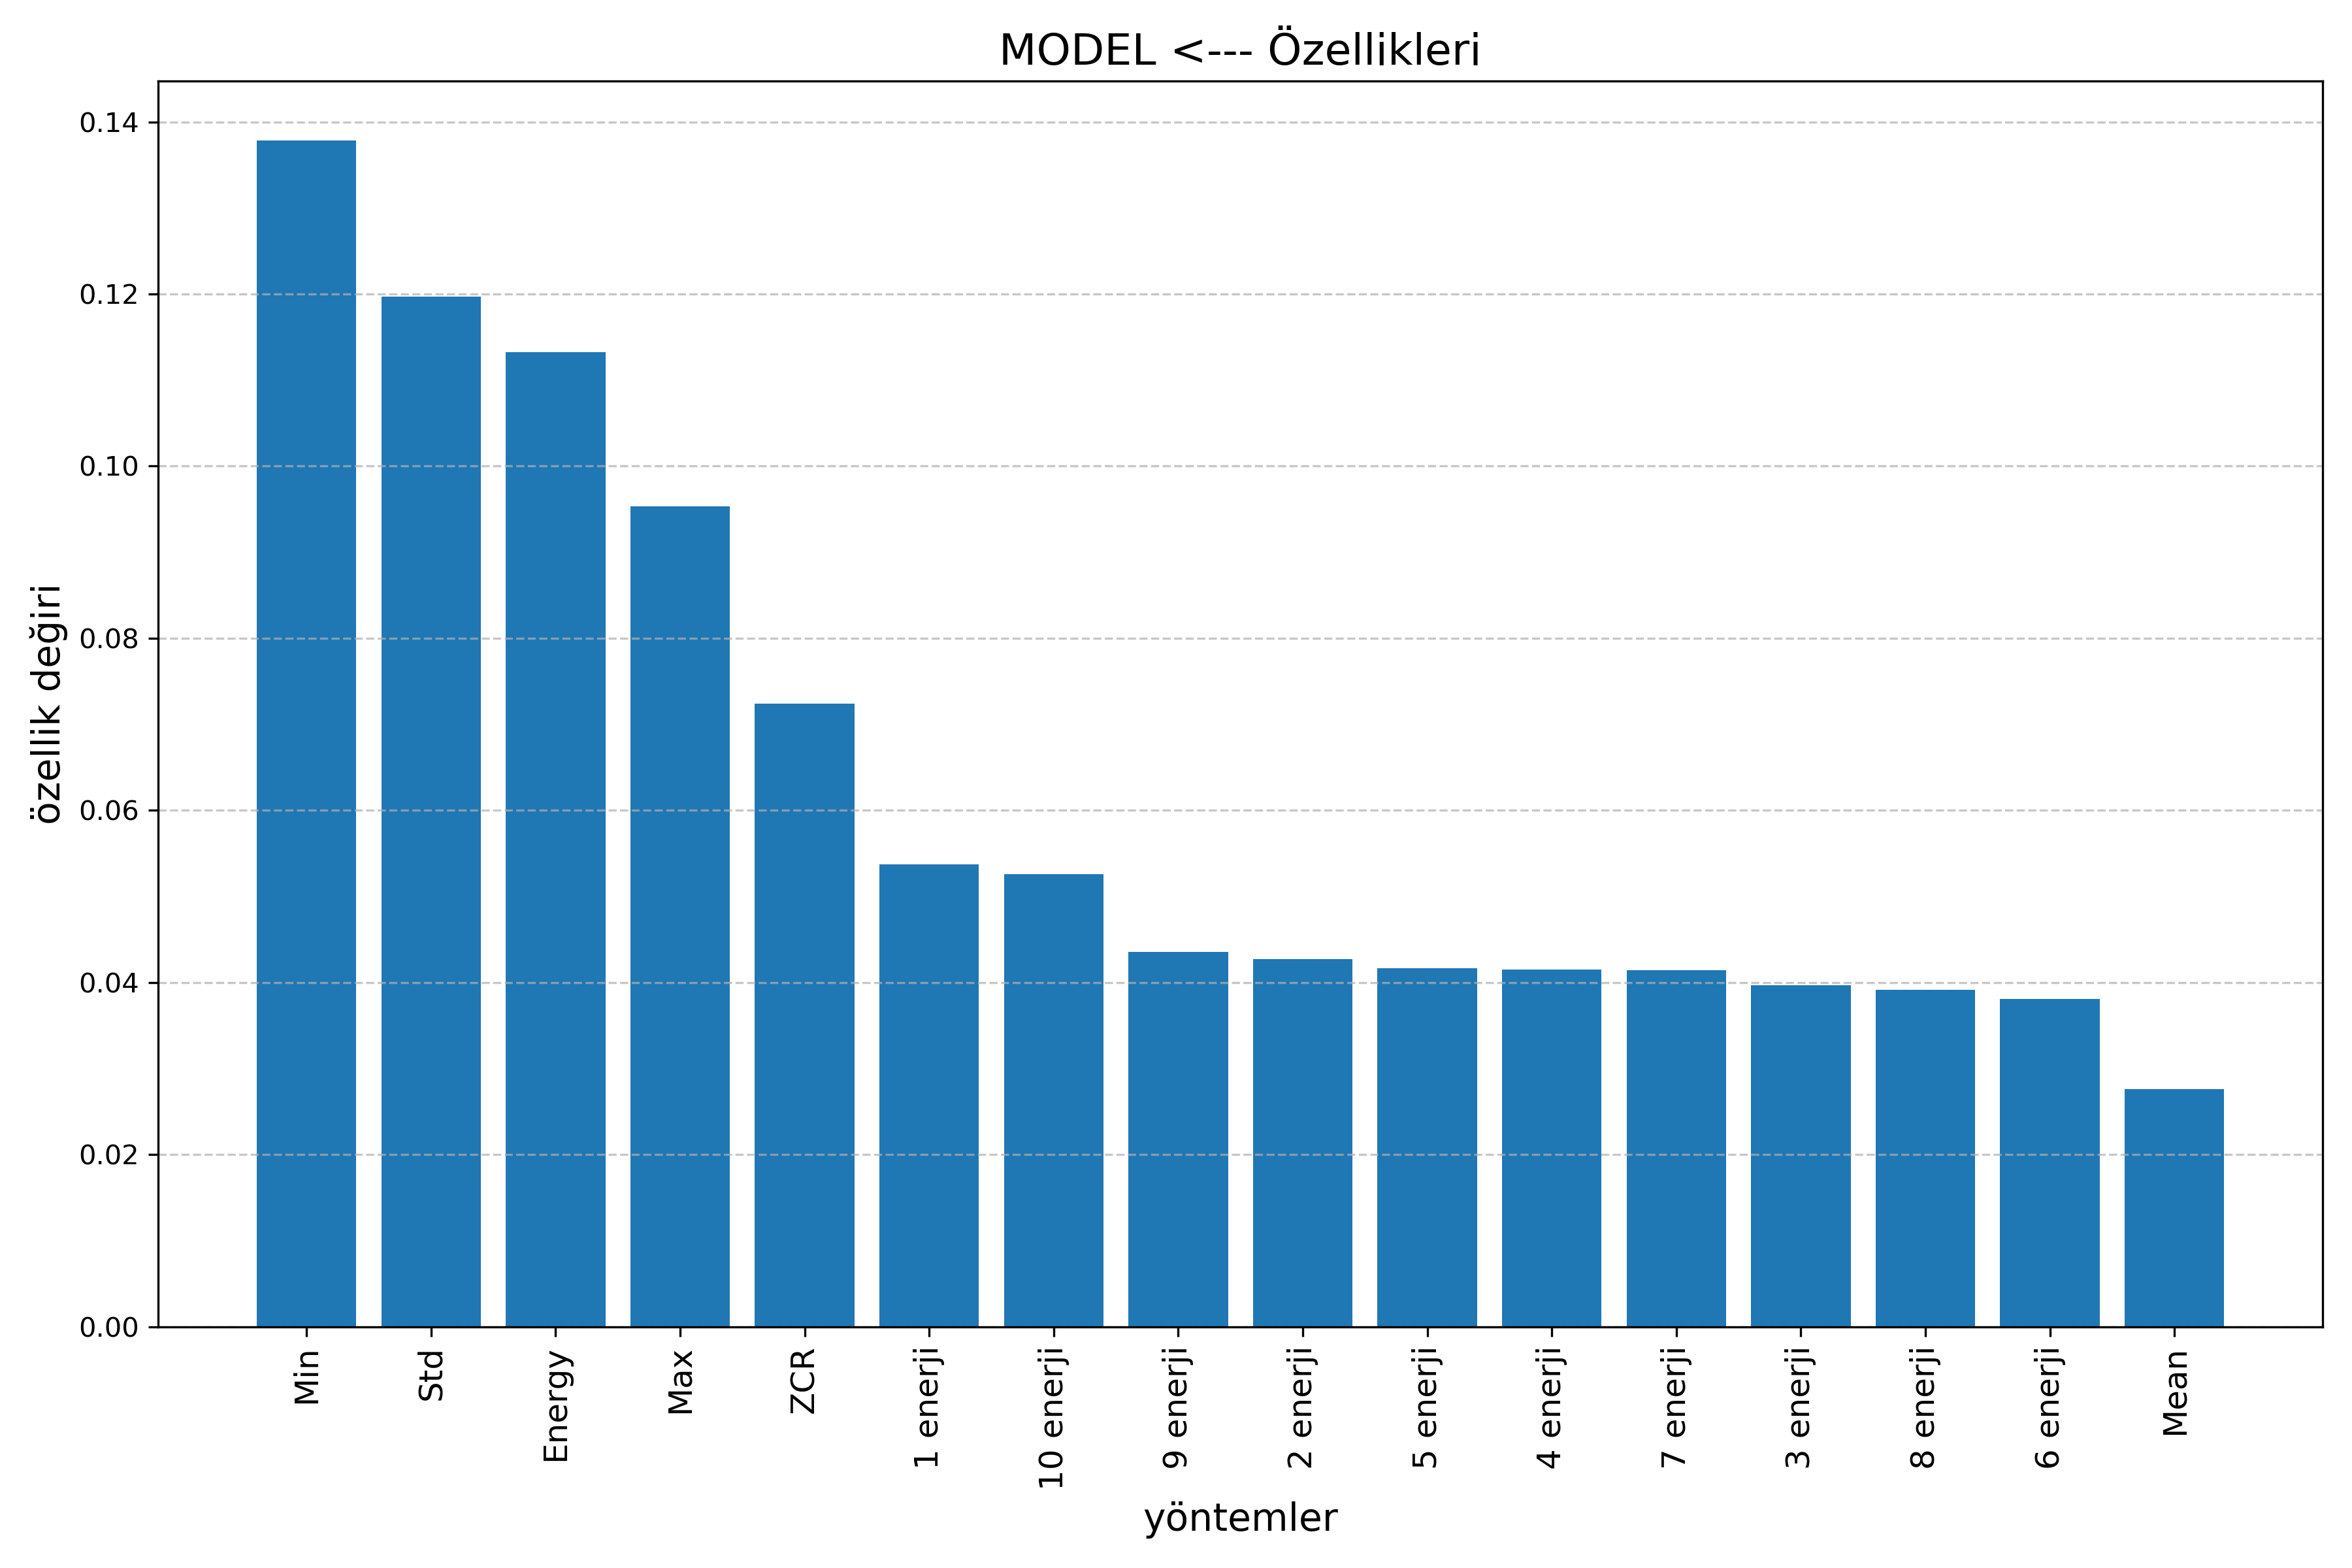 MODEL <--- Özellikleri
özellik değiri
0.14
0.12
0.10
0.08
0.06
0.04
0.02
0.00
Min
Std
Energy
Max
ZCR
1 enerji
10 enerji
9 enerji
2 enerji
5 enerji
4 enerji
7 enerji
3 enerji
8 enerji
6 enerji
Mean
yöntemler